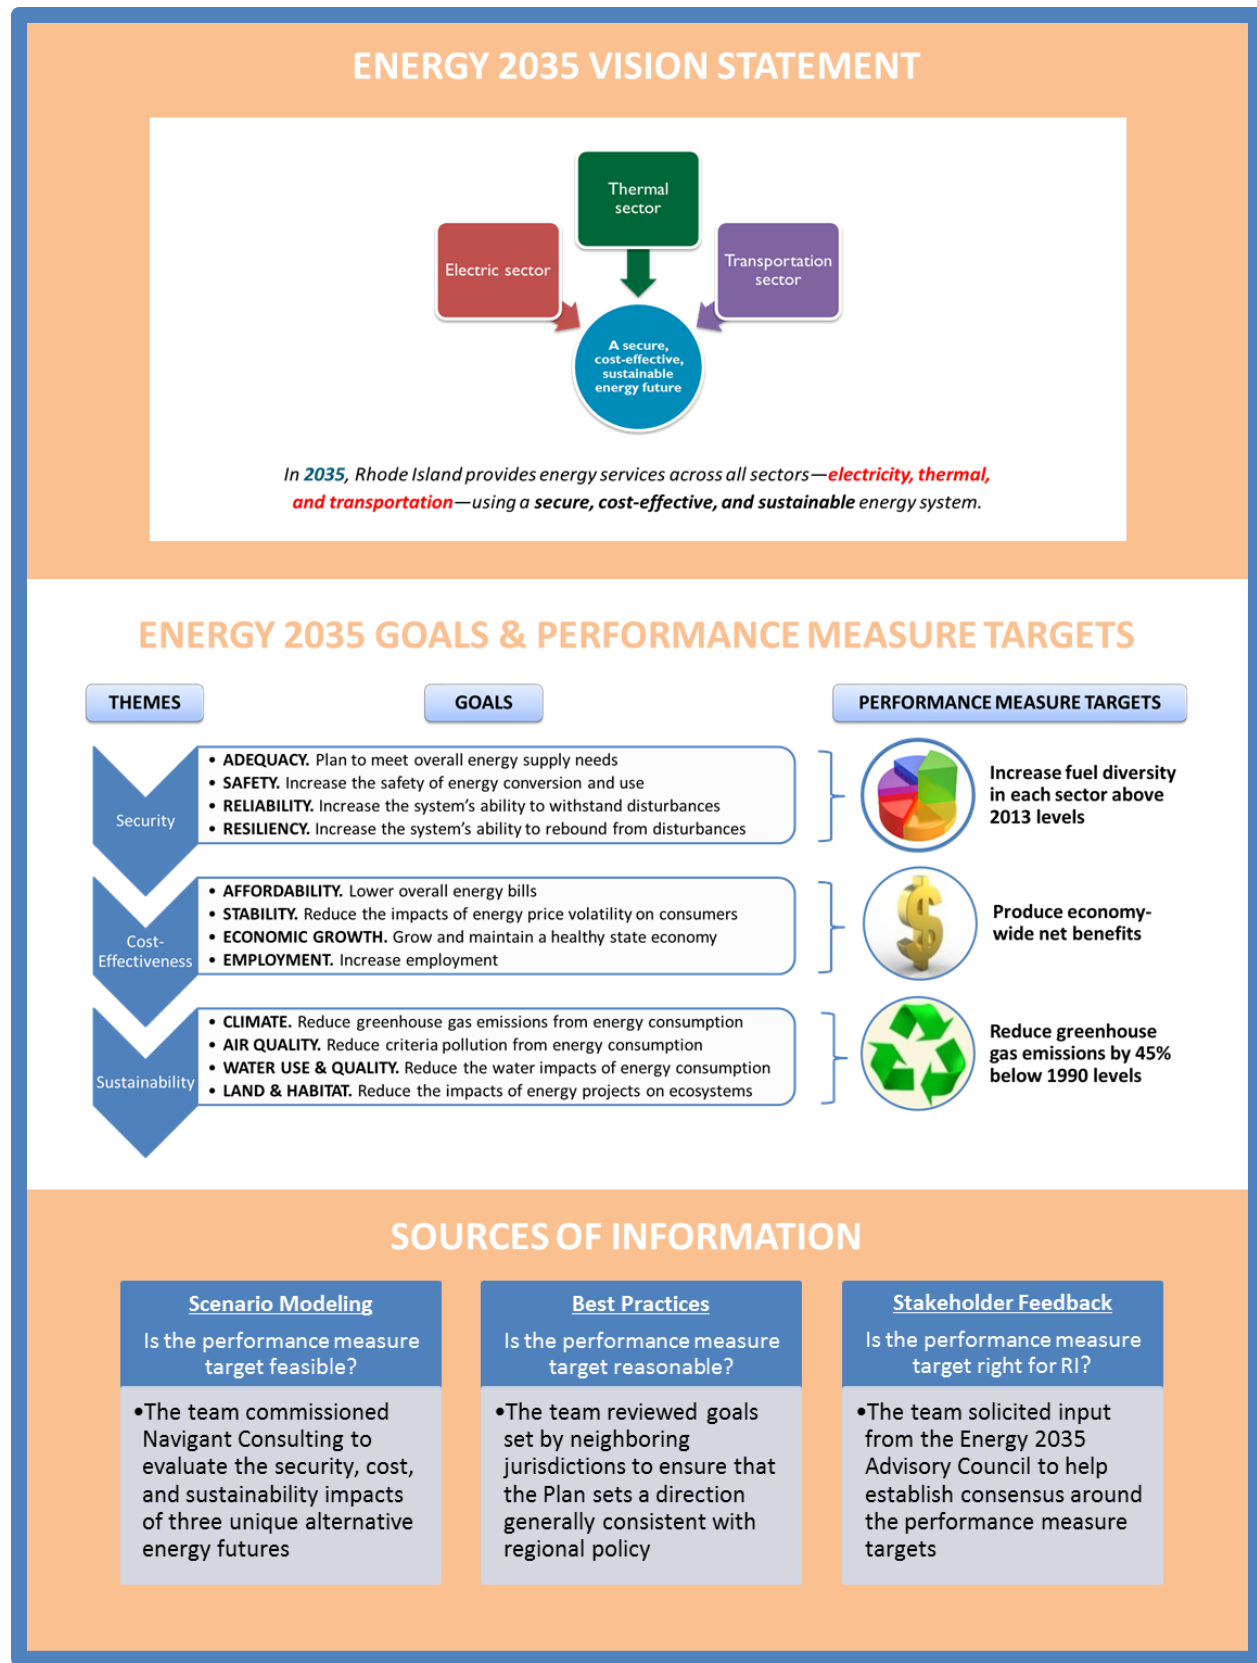 ENERGY 2035 VISION STATEMENT
Thermal
sector
Electric sector
Transportation
sector
A secure,
cost-effective,
sustainable
energy future
In 2035, Rhode Island provides energy services across all sectors—electricity, thermal,
and transportation—using a secure, cost-effective, and sustainable energy system.
ENERGY 2035 GOALS & PERFORMANCE MEASURE TARGETS
THEMES
GOALS
PERFORMANCE MEASURE TARGETS
Security
• ADEQUACY. Plan to meet overall energy supply needs
• SAFETY. Increase the safety of energy conversion and use
• RELIABILITY. Increase the system's ability to withstand disturbances
• RESILIENCY. Increase the system's ability to rebound from disturbances
Increase fuel diversity
in each sector above
2013 levels
Cost-
Effectiveness
• AFFORDABILITY. Lower overall energy bills
• STABILITY. Reduce the impacts of energy price volatility on consumers
• ECONOMIC GROWTH. Grow and maintain a healthy state economy
• EMPLOYMENT. Increase employment
$
Produce economy-
wide net benefits
Sustainability
• CLIMATE. Reduce greenhouse gas emissions from energy consumption
• AIR QUALITY. Reduce criteria pollution from energy consumption
• WATER USE & QUALITY. Reduce the water impacts of energy consumption
• LAND & HABITAT. Reduce the impacts of energy projects on ecosystems
Reduce greenhouse
gas emissions by 45%
below 1990 levels
SOURCES OF INFORMATION
Scenario Modeling
Is the performance measure
target feasible?
•The team commissioned
Navigant Consulting to
evaluate the security, cost,
and sustainability impacts
of three unique alternative
energy futures
Best Practices
Is the performance measure
target reasonable?
•The team reviewed goals
set by neighboring
jurisdictions to ensure that
the Plan sets a direction
generally consistent with
regional policy
Stakeholder Feedback
Is the performance measure
target right for RI?
•The team solicited input
from the Energy 2035
Advisory Council to help
establish consensus around
the performance measure
targets